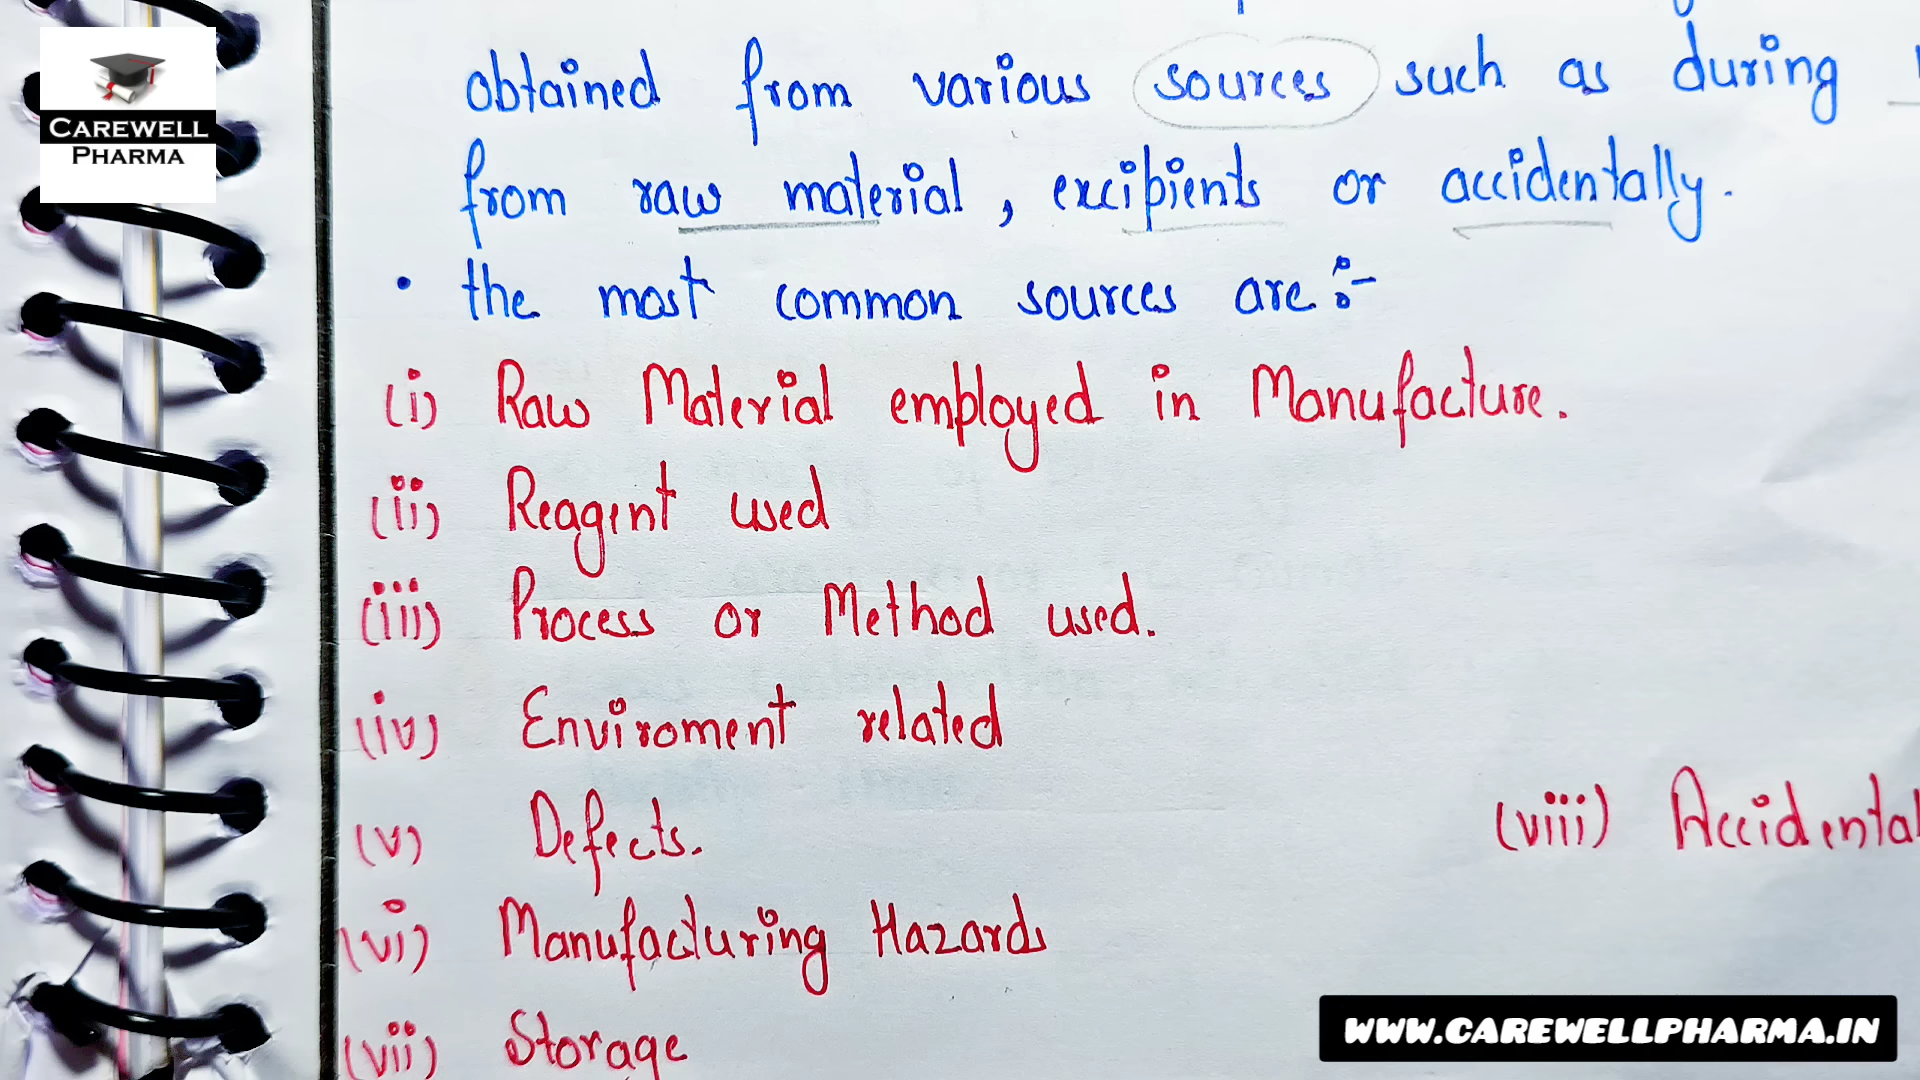 CAREWELL
PHARMA
obtained from various sources such as during
from raw material, excipients or accidentally.
• the most common sources are:-
(i) Raw Material employed in Manufacture.
(ii) Reagent used
(iii) Process or Method used.
(iv) Enviroment related
(v) Defects.
(viii) Accidental
(vi) Manufacturing Hazards
(vii) Storage
WWW.CAREWELLPHARMA.IN